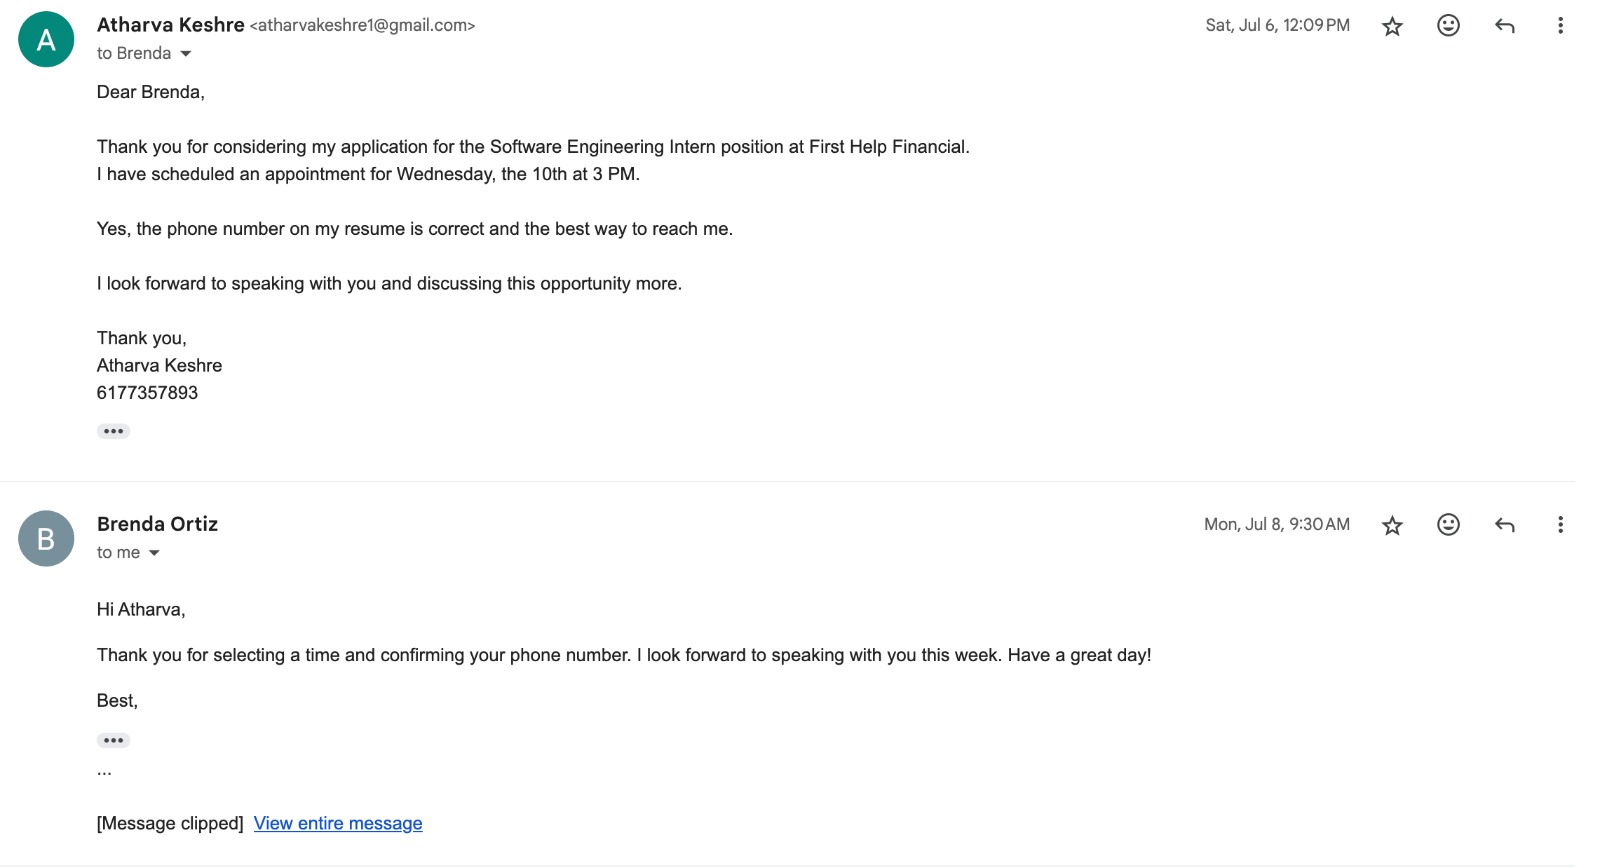 A
Atharva Keshre <atharvakeshre1@gmail.com>
Sat, Jul 6, 12:09 PM
to Brenda
Dear Brenda,
Thank you for considering my application for the Software Engineering Intern position at First Help Financial.
I have scheduled an appointment for Wednesday, the 10th at 3 PM.
Yes, the phone number on my resume is correct and the best way to reach me.
I look forward to speaking with you and discussing this opportunity more.
Thank you,
Atharva Keshre
6177357893
B
Brenda Ortiz
Mon, Jul 8, 9:30 AM
to me
Hi Atharva,
Thank you for selecting a time and confirming your phone number. I look forward to speaking with you this week. Have a great day!
Best,
...
[Message clipped]  View entire message